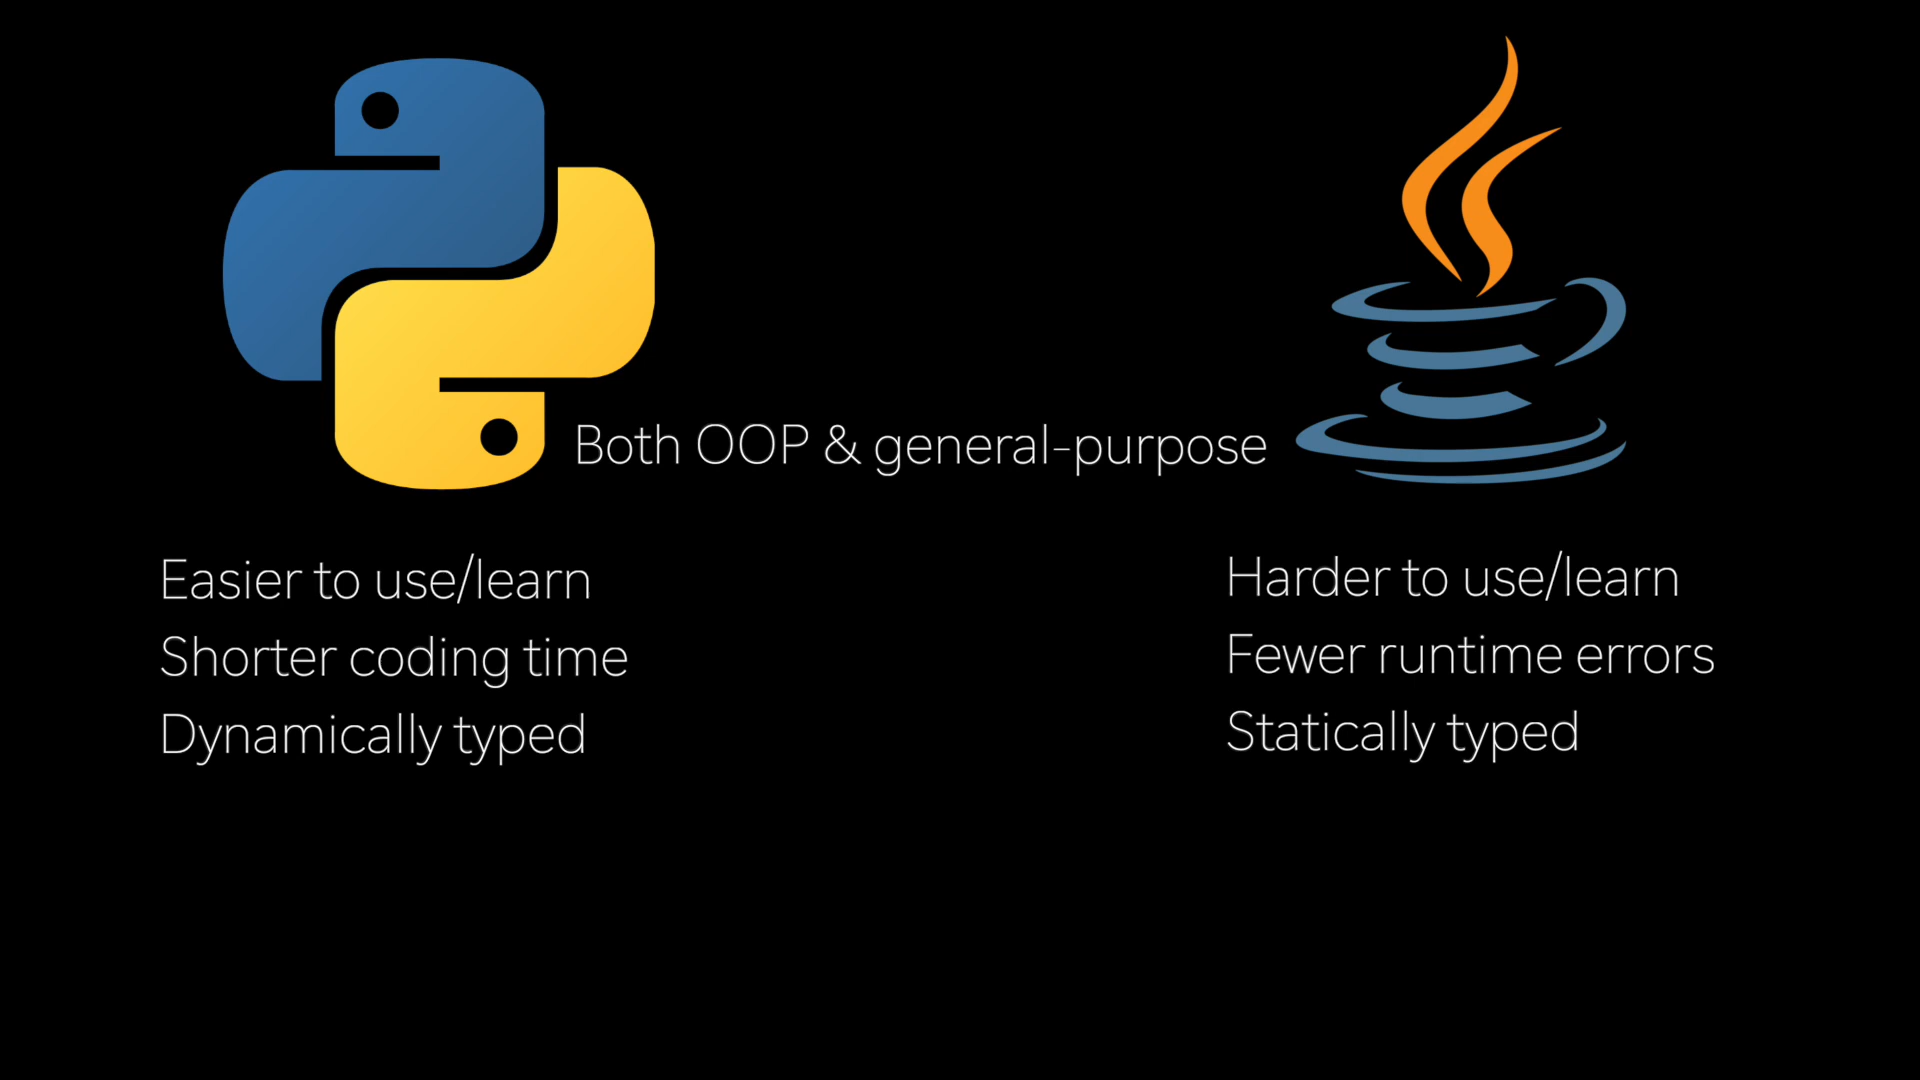 Both OOP & general-purpose
Easier to use/learn
Shorter coding time
Dynamically typed
Harder to use/learn
Fewer runtime errors
Statically typed